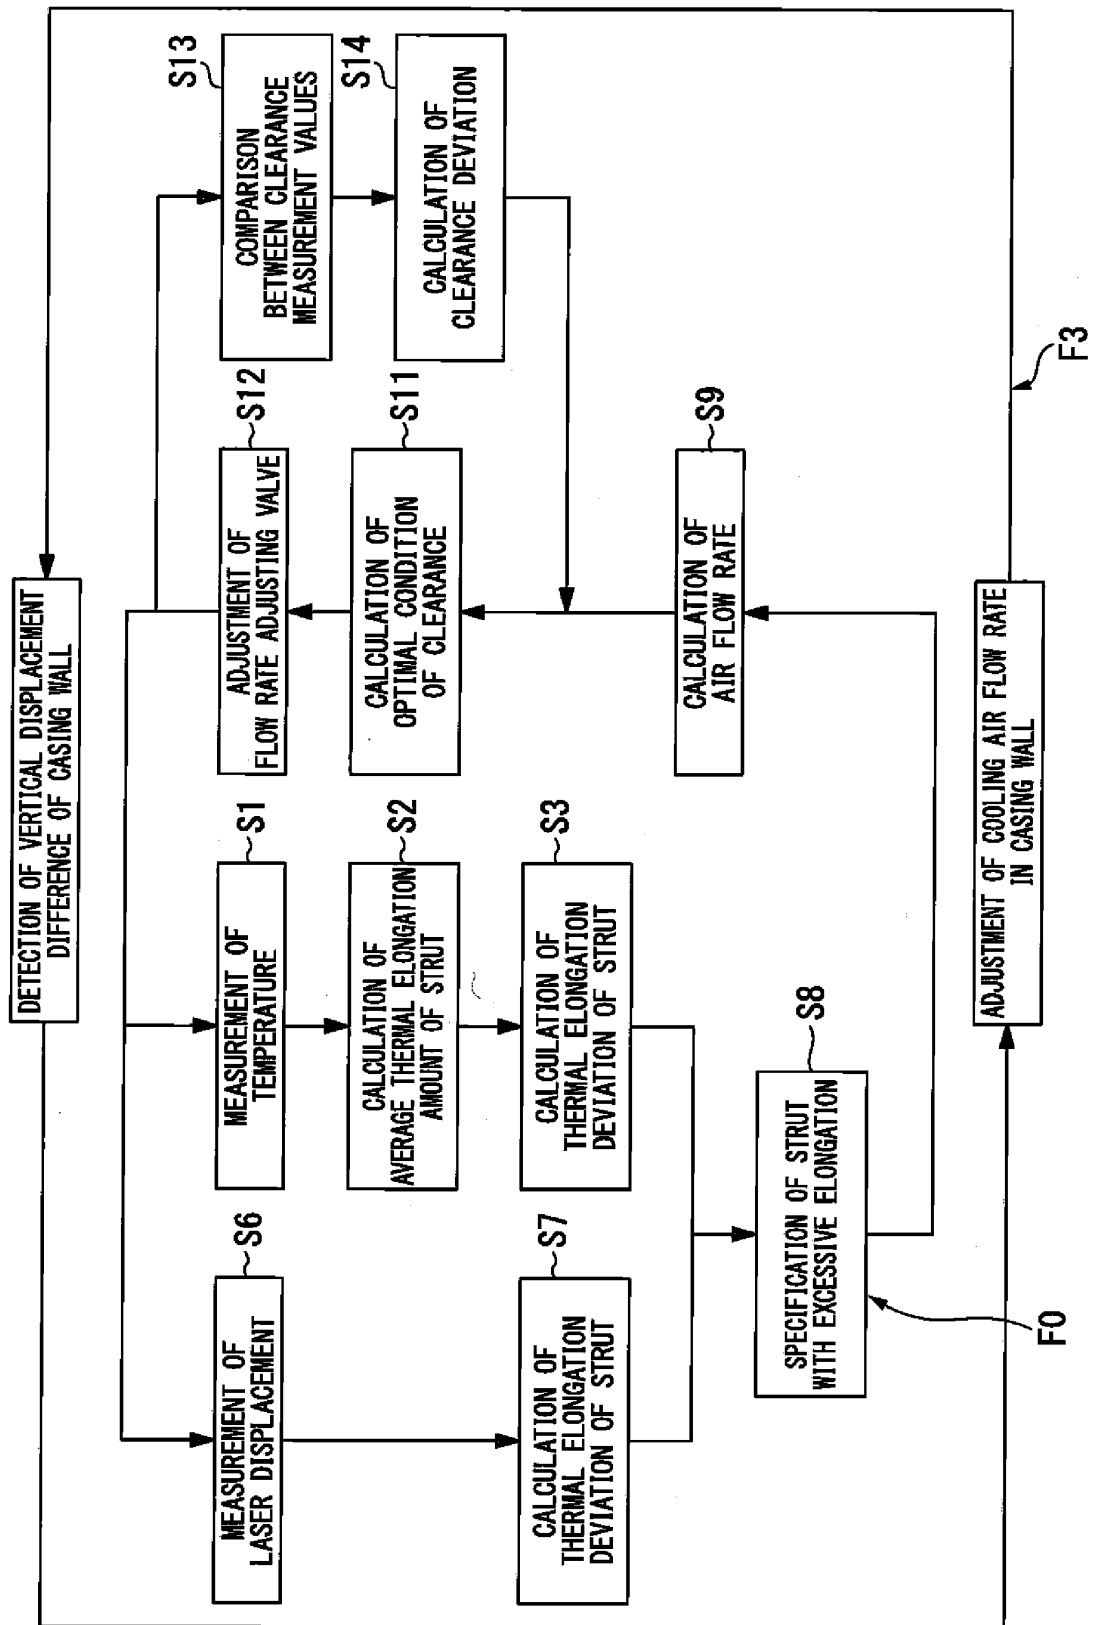 DETECTION OF VERTICAL DISPLACEMENT
DIFFERENCE OF CASING WALL
S6
MEASUREMENT OF
LASER DISPLACEMENT
S7
CALCULATION OF
THERMAL ELONGATION
DEVIATION OF STRUT
S1
MEASUREMENT OF
TEMPERATURE
S2
CALCULATION OF
AVERAGE THERMAL ELONGATION
AMOUNT OF STRUT
S3
CALCULATION OF
THERMAL ELONGATION
DEVIATION OF STRUT
S8
SPECIFICATION OF STRUT
WITH EXCESSIVE ELONGATION
F0
S12
ADJUSTMENT OF
FLOW RATE ADJUSTING VALVE
S11
CALCULATION OF
OPTIMAL CONDITION
OF CLEARANCE
S9
CALCULATION OF
AIR FLOW RATE
S13
COMPARISON
BETWEEN CLEARANCE
MEASUREMENT VALUES
S14
CALCULATION OF
CLEARANCE DEVIATION
ADJUSTMENT OF COOLING AIR FLOW RATE
IN CASING WALL
F3